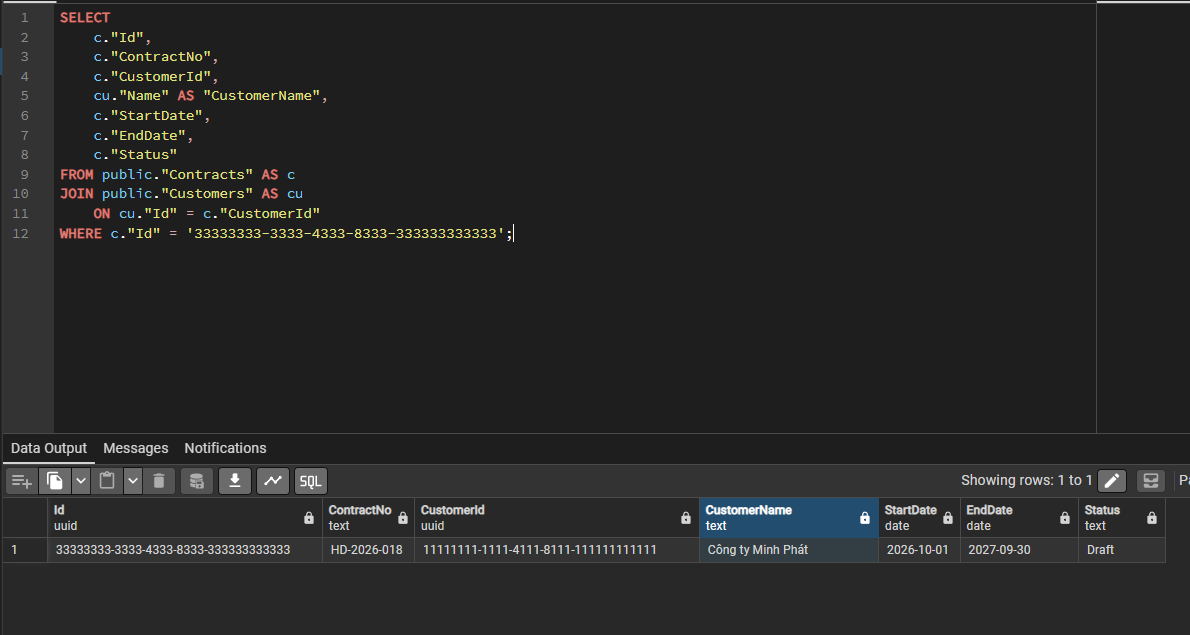 1 SELECT
2 c."Id",
3 c."ContractNo",
4 c."CustomerId",
5 cu."Name" AS "CustomerName",
6 c."StartDate",
7 c."EndDate",
8 c."Status"
9 FROM public."Contracts" AS c
10 JOIN public."Customers" AS cu
11 ON cu."Id" = c."CustomerId"
12 WHERE c."Id" = '33333333-3333-4333-8333-333333333333';
Data Output Messages Notifications
SQL Showing rows: 1 to 1
Id ContractNo CustomerId CustomerName StartDate EndDate Status
uuid text uuid text date date text
1 33333333-3333-4333-8333-333333333333 HD-2026-018 11111111-1111-4111-8111-111111111111 Công ty Minh Phát 2026-10-01 2027-09-30 Draft